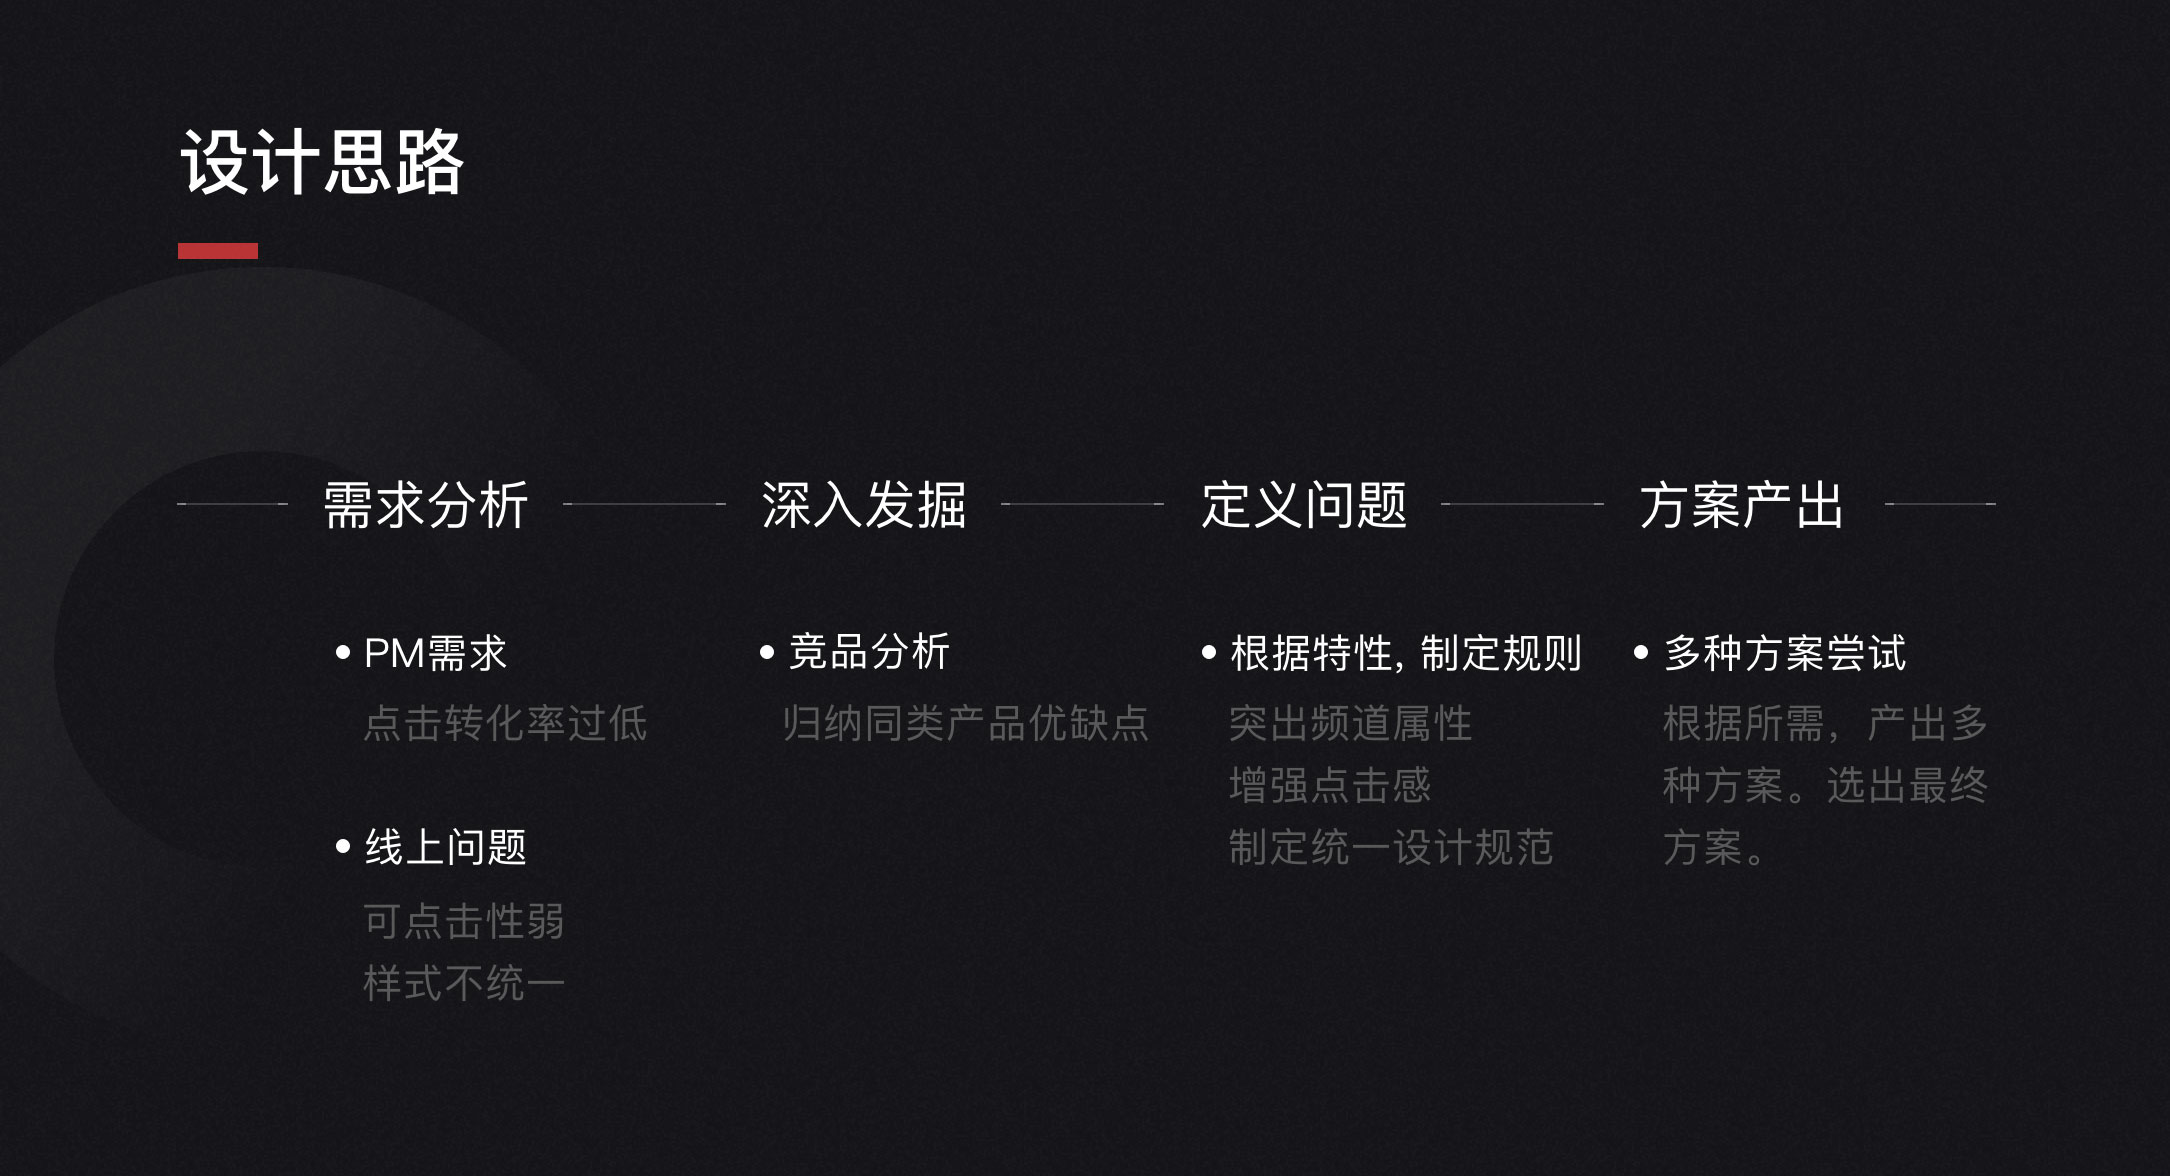 设计思路
需求分析
深入发掘
定义问题
方案产出
PM需求
点击转化率过低
线上问题
可点击性弱
样式不统一
竞品分析
归纳同类产品优缺点
根据特性, 制定规则
突出频道属性
增强点击感
制定统一设计规范
多种方案尝试
根据所需，产出多
种方案。选出最终
方案。